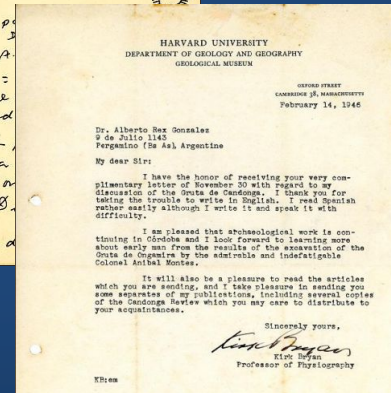 HARVARD UNIVERSITY
DEPARTMENT OF GEOLOGY AND GEOGRAPHY
GEOLOGICAL MUSEUM
OXFORD STREET
CAMBRIDGE 38, MASSACHUSETTS
February 14, 1946
Dr. Alberto Rex Gonzalez
9 de Julio 1143
Pergamino (Bs As), Argentine
My dear Sir:
I have the honor of receiving your very com-
plimentary letter of November 30 with regard to my
discussion of the Gruta de Candonga. I thank you for
taking the trouble to write in English. I read Spanish
rather easily although I write it and speak it with
difficulty.
I am pleased that archaeological work is con-
tinuing in Córdoba and I look forward to learning more
about early man from the results of the excavation of the
Gruta de Ongamira by the admirable and indefatigable
Colonel Anibal Montes.
It will also be a pleasure to read the articles
which you are sending, and I take pleasure in sending you
some separates of my publications, including several copies
of the Candonga Review which you may care to distribute to
your acquaintances.
Sincerely yours,
Kirk Bryan
Kirk Bryan
Professor of Physiography
KB:em